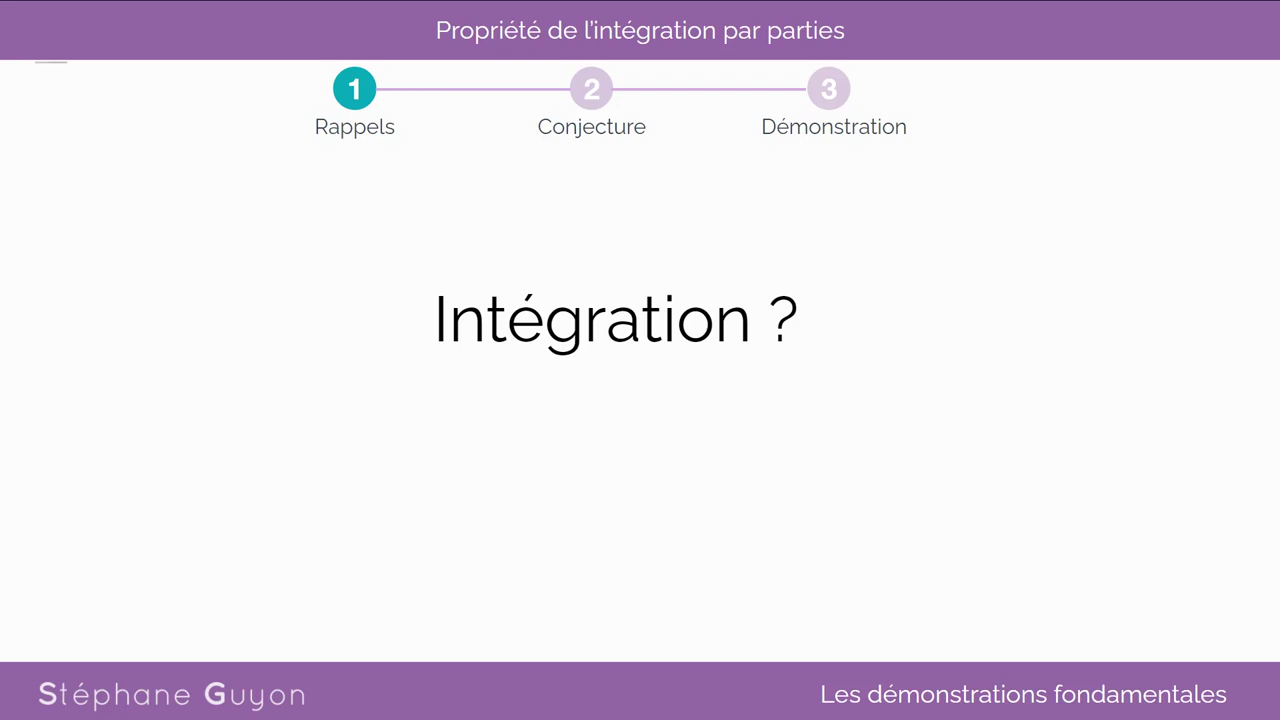 Propriété de l'intégration par parties
1 2 3
Rappels Conjecture Démonstration
Intégration ?
Stéphane Guyon Les démonstrations fondamentales